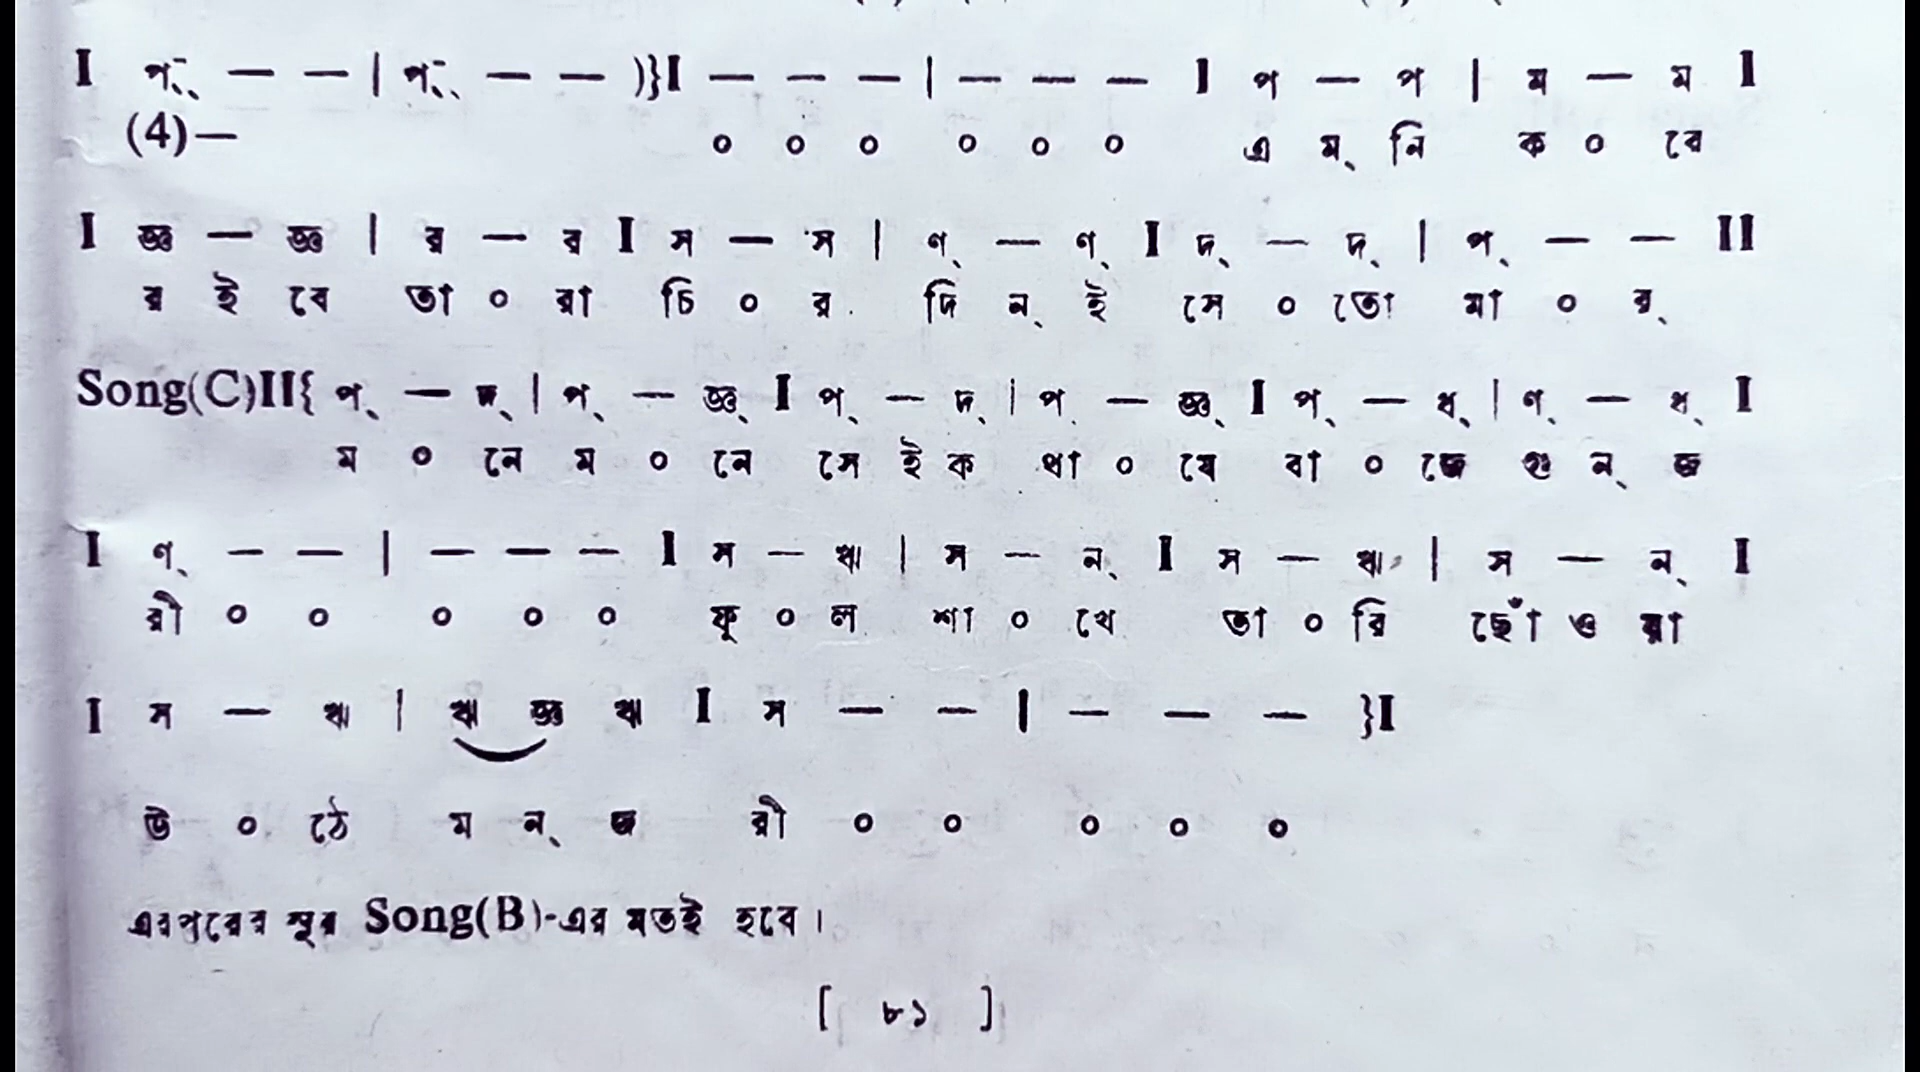 I প়্ — — | প়্ — — )}I — — — | — — — I প — প | ম — ম I
(4)— ০ ০ ০ ০ ০ ০ এ ম্ নি ক ০ রে
I জ্ঞ — জ্ঞ | র — র I স — স | ণ্ — ণ্ I দ্ — দ্ | প্ — — II
র ই বে তা ০ রা চি ০ র দি ন্ ই সে ০ তো মা ০ র্
Song(C)II{ প্ — দ্ | প্ — জ্ঞ্ I প্ — দ্ | প্ — জ্ঞ্ I প্ — ধ্ | ণ্ — ধ্ I
ম ০ নে ম ০ নে সে ই ক থা ০ যে বা ০ জে গু ন্ জ
I ণ্ — — | — — — I স — ঋ | স — ন্ I স — ঋ | স — ন্ I
রী ০ ০ ০ ০ ০ ফু ০ ল শা ০ খে তা ০ রি ছোঁ ও য়া
I স — ঋ | ঋ জ্ঞ ঋ I স — — | — — — }I
উ ০ ঠে ম ন্ জ রী ০ ০ ০ ০ ০
এরপরের সুর Song(B)-এর মতই হবে।
[ ৮১ ]